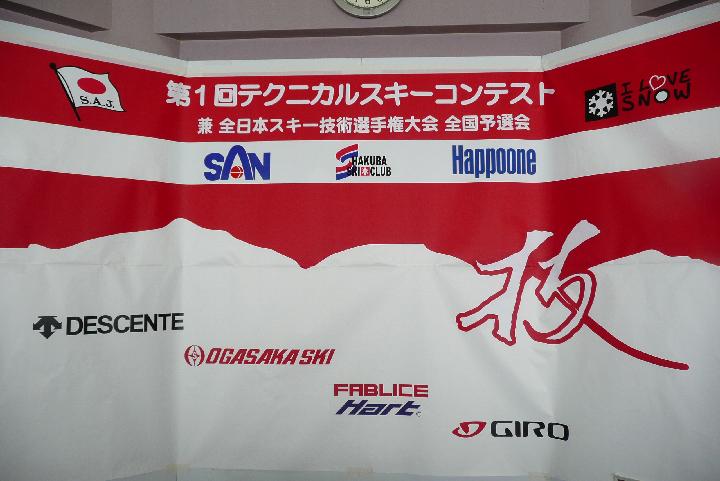 S.A.J.
第1回テクニカルスキーコンテスト
兼 全日本スキー技術選手権大会 全国予選会
I LOVE
SNOW
SAN
HAKUBA
SKI CLUB
Happoone
技
DESCENTE
OGASAKA SKI
FABLICE
Hart
GIRO